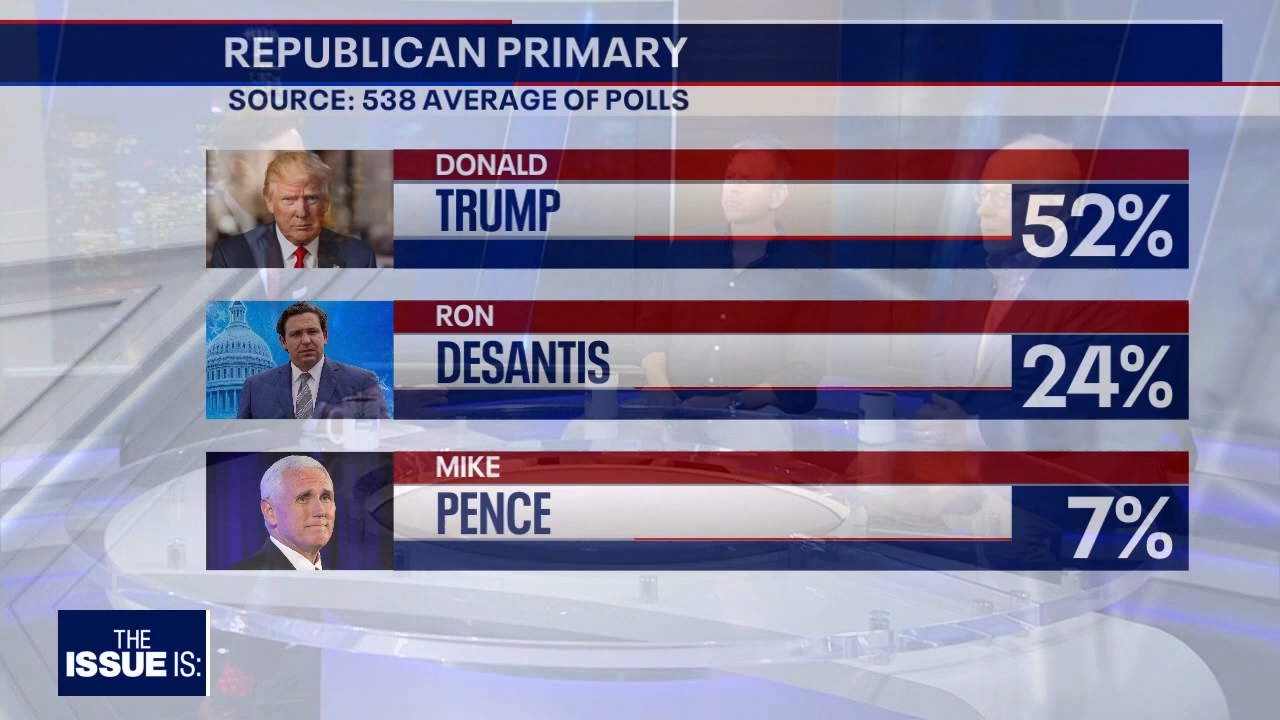 REPUBLICAN PRIMARY
SOURCE: 538 AVERAGE OF POLLS
DONALD
TRUMP
52%
RON
DESANTIS
24%
MIKE
PENCE
7%
THE
ISSUE IS: